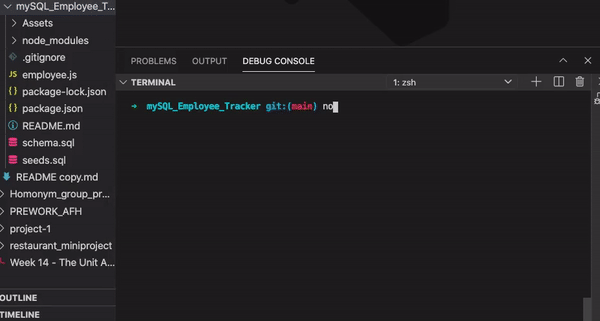 mySQL_Employee_T...
Assets
node_modules
.gitignore
JS employee.js
{} package-lock.json
{} package.json
README.md
schema.sql
seeds.sql
README copy.md
Homonym_group_pr...
PREWORK_AFH
project-1
restaurant_miniproject
Week 14 - The Unit A...
OUTLINE
TIMELINE
PROBLEMS OUTPUT DEBUG CONSOLE
TERMINAL 1: zsh
➜ mySQL_Employee_Tracker git:(main) no